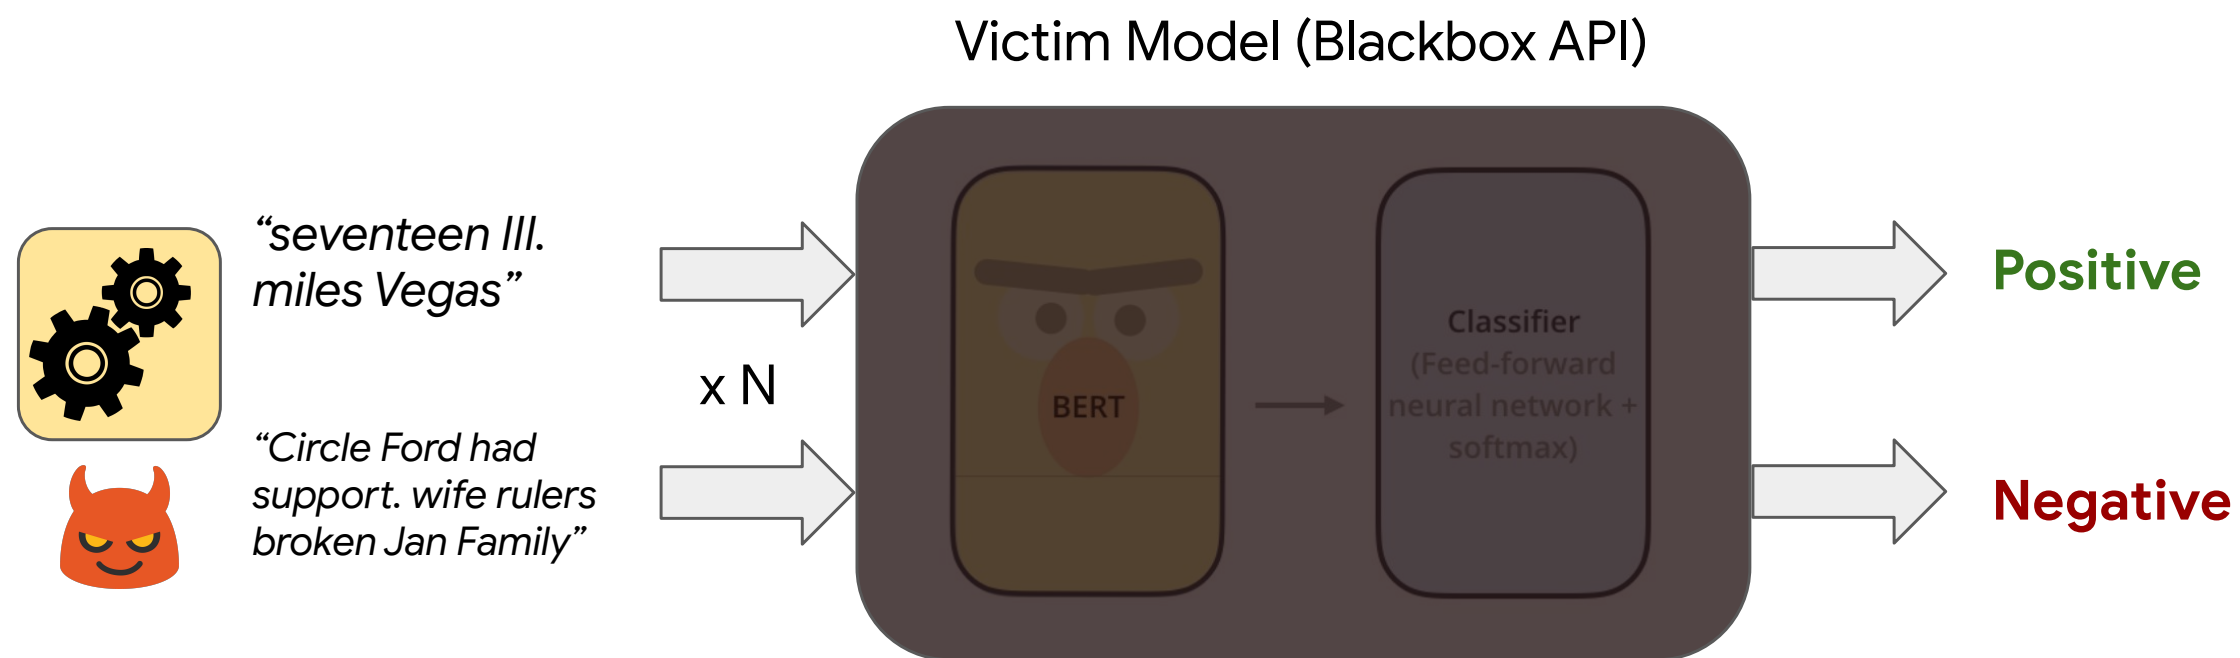 Victim Model (Blackbox API)
“seventeen III.
miles Vegas”
x N
“Circle Ford had
support. wife rulers
broken Jan Family”
BERT
Classifier
(Feed-forward
neural network +
softmax)
Positive
Negative